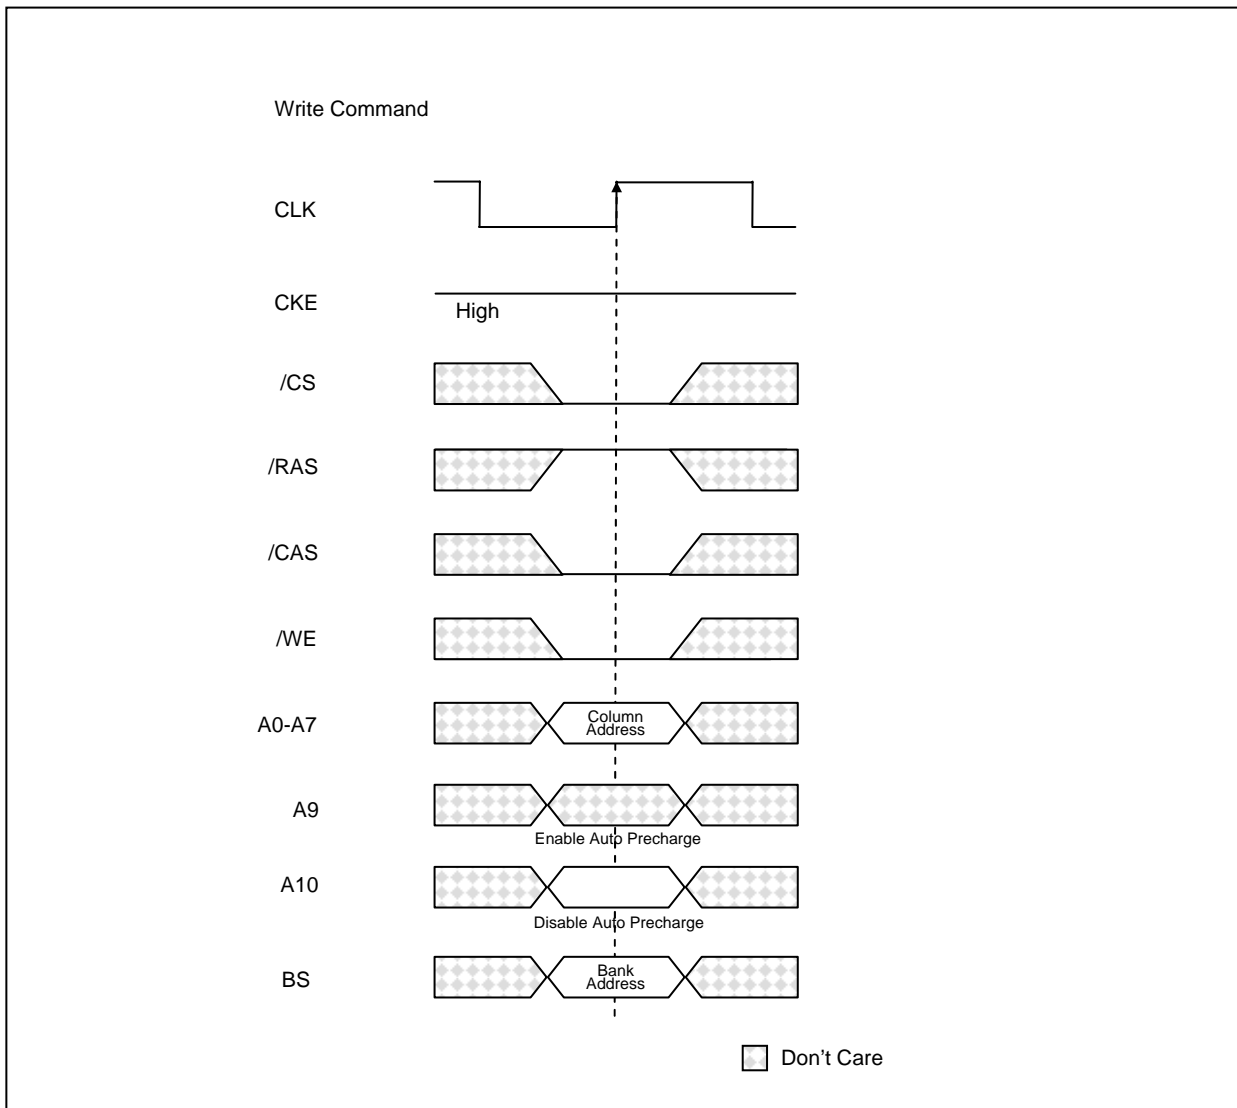 Write Command
CLK
CKE
High
/CS
/RAS
/CAS
/WE
A0-A7
Column
Address
A9
Enable Auto Precharge
A10
Disable Auto Precharge
BS
Bank
Address
Don't Care